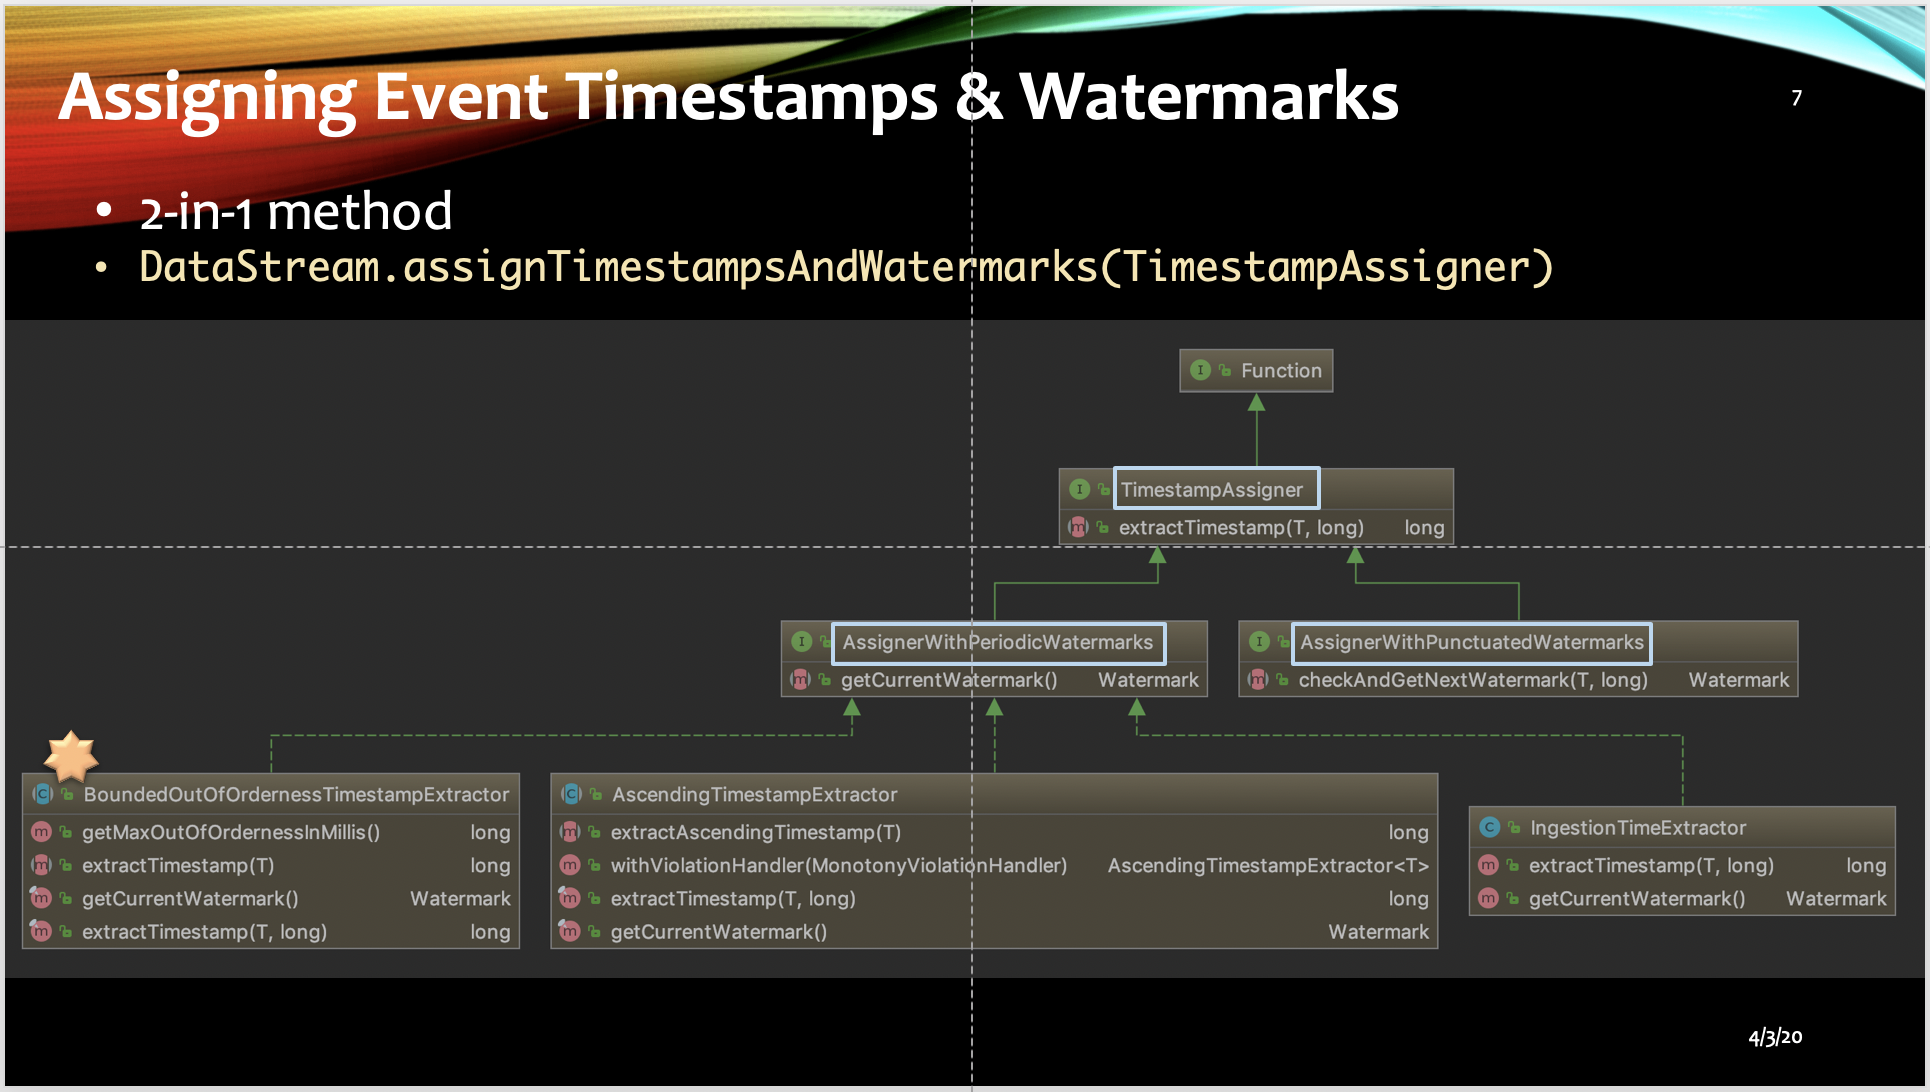 Assigning Event Timestamps & Watermarks
7
• 2-in-1 method
• DataStream.assignTimestampsAndWatermarks(TimestampAssigner)
I Function
I TimestampAssigner
m extractTimestamp(T, long) long
I AssignerWithPeriodicWatermarks
m getCurrentWatermark() Watermark
I AssignerWithPunctuatedWatermarks
m checkAndGetNextWatermark(T, long) Watermark
C BoundedOutOfOrdernessTimestampExtractor
m getMaxOutOfOrdernessInMillis() long
m extractTimestamp(T) long
m getCurrentWatermark() Watermark
m extractTimestamp(T, long) long
C AscendingTimestampExtractor
m extractAscendingTimestamp(T) long
m withViolationHandler(MonotonyViolationHandler) AscendingTimestampExtractor<T>
m extractTimestamp(T, long) long
m getCurrentWatermark() Watermark
C IngestionTimeExtractor
m extractTimestamp(T, long) long
m getCurrentWatermark() Watermark
4/3/20